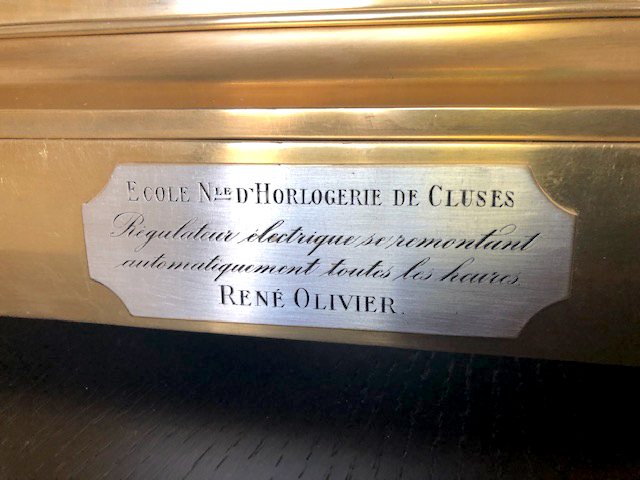 ECOLE NLE D'HORLOGERIE DE CLUSES
Régulateur électrique se remontant
automatiquement toutes les heures.
RENÉ OLIVIER.